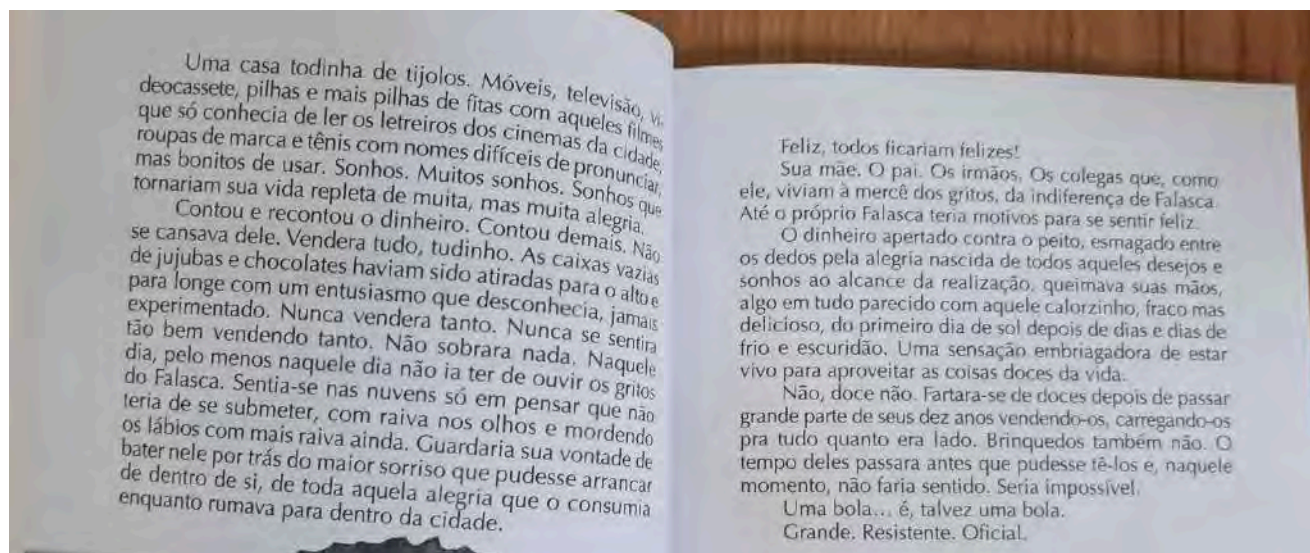 Uma casa todinha de tijolos. Móveis, televisão, vi-
deocassete, pilhas e mais pilhas de fitas com aqueles filmes
que só conhecia de ler os letreiros dos cinemas da cidade,
roupas de marca e tênis com nomes difíceis de pronunciar,
mas bonitos de usar. Sonhos. Muitos sonhos. Sonhos que
tornariam sua vida repleta de muita, mas muita alegria.
Contou e recontou o dinheiro. Contou demais. Não
se cansava dele. Vendera tudo, tudinho. As caixas vazias
de jujubas e chocolates haviam sido atiradas para o alto e
para longe com um entusiasmo que desconhecia, jamais
experimentado. Nunca vendera tanto. Nunca se sentira
tão bem vendendo tanto. Não sobrara nada. Naquele
dia, pelo menos naquele dia não ia ter de ouvir os gritos
do Falasca. Sentia-se nas nuvens só em pensar que não
teria de se submeter, com raiva nos olhos e mordendo
os lábios com mais raiva ainda. Guardaria sua vontade de
bater nele por trás do maior sorriso que pudesse arrancar
de dentro de si, de toda aquela alegria que o consumia
enquanto rumava para dentro da cidade.
Feliz, todos ficariam felizes!
Sua mãe. O pai. Os irmãos. Os colegas que, como
ele, viviam à mercê dos gritos, da indiferença de Falasca.
Até o próprio Falasca teria motivos para se sentir feliz.
O dinheiro apertado contra o peito, esmagado entre
os dedos pela alegria nascida de todos aqueles desejos e
sonhos ao alcance da realização, queimava suas mãos,
algo em tudo parecido com aquele calorzinho, fraco mas
delicioso, do primeiro dia de sol depois de dias e dias de
frio e escuridão. Uma sensação embriagadora de estar
vivo para aproveitar as coisas doces da vida.
Não, doce não. Fartara-se de doces depois de passar
grande parte de seus dez anos vendendo-os, carregando-os
pra tudo quanto era lado. Brinquedos também não. O
tempo deles passara antes que pudesse tê-los e, naquele
momento, não faria sentido. Seria impossível.
Uma bola... é, talvez uma bola.
Grande. Resistente. Oficial.